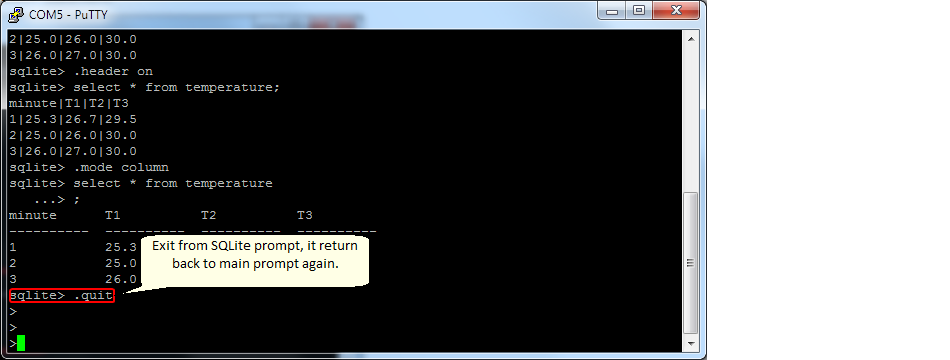 COM5 - PuTTY
2|25.0|26.0|30.0
3|26.0|27.0|30.0
sqlite> .header on
sqlite> select * from temperature;
minute|T1|T2|T3
1|25.3|26.7|29.5
2|25.0|26.0|30.0
3|26.0|27.0|30.0
sqlite> .mode column
sqlite> select * from temperature
   ...> ;
minute      T1          T2          T3
----------  ----------  ----------  ----------
1           25.3
2           25.0
3           26.0
Exit from SQLite prompt, it return
back to main prompt again.
sqlite> .quit
>
>
>